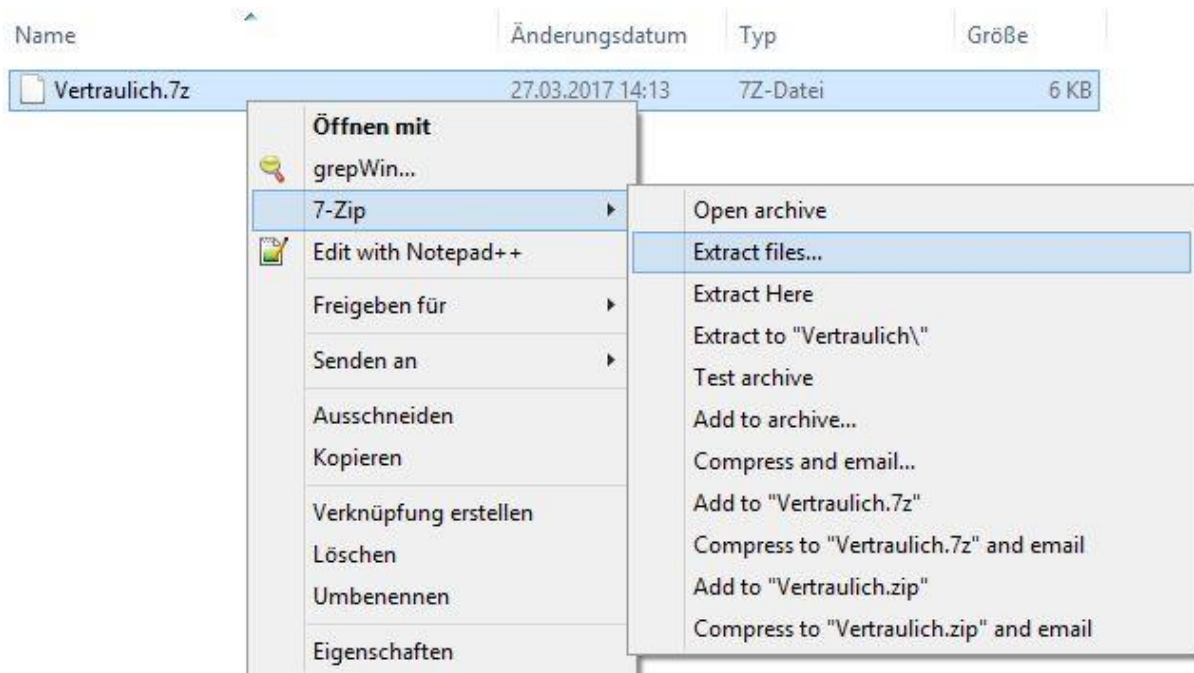 Name Änderungsdatum Typ Größe
Vertraulich.7z 27.03.2017 14:13 7Z-Datei 6 KB
Öffnen mit
grepWin...
7-Zip
Edit with Notepad++
Freigeben für
Senden an
Ausschneiden
Kopieren
Verknüpfung erstellen
Löschen
Umbenennen
Eigenschaften
Open archive
Extract files...
Extract Here
Extract to "Vertraulich\"
Test archive
Add to archive...
Compress and email...
Add to "Vertraulich.7z"
Compress to "Vertraulich.7z" and email
Add to "Vertraulich.zip"
Compress to "Vertraulich.zip" and email